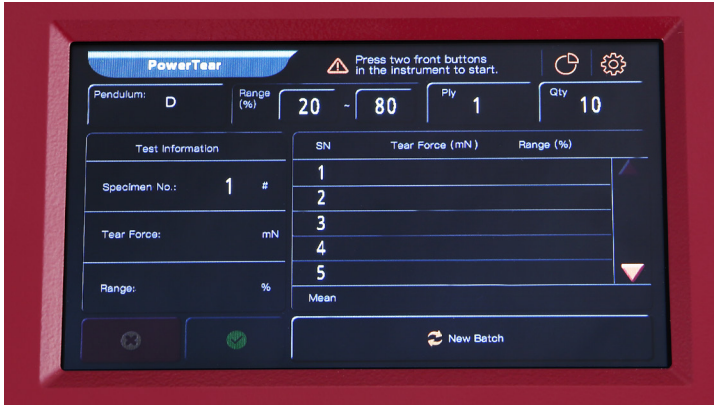 PowerTear
Press two front buttons
in the instrument to start.
Pendulum: D
Range
(%)
20 ~ 80
Ply
1
Qty
10
Test Information
Specimen No.: 1 #
Tear Force: mN
Range: %
SN Tear Force (mN) Range (%)
1
2
3
4
5
Mean
New Batch